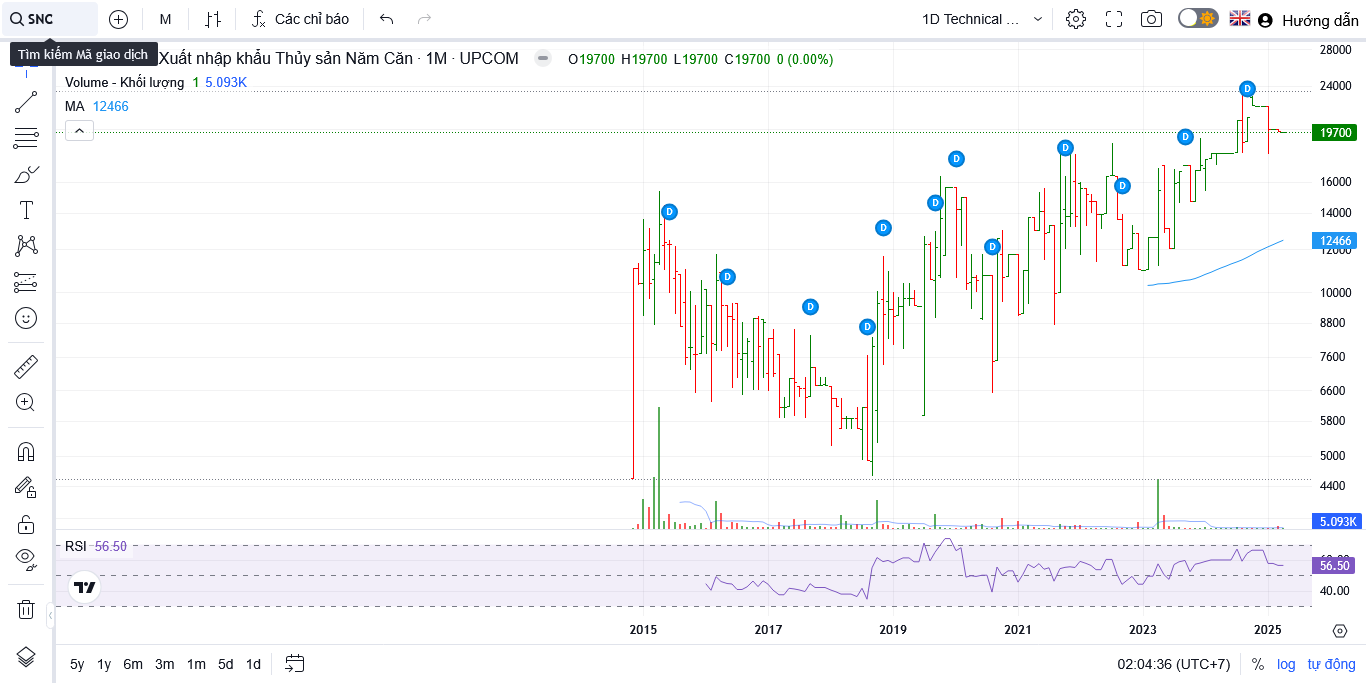 SNC M Các chỉ báo 1D Technical ... Hướng dẫn
Tìm kiếm Mã giao dịch
Xuất nhập khẩu Thủy sản Năm Căn · 1M · UPCOM O19700 H19700 L19700 C19700 0 (0.00%)
Volume - Khối lượng 1 5.093K
MA 12466
28000
24000
19700
16000
14000
12466
12000
10000
8800
7600
6600
5800
5000
4400
5.093K
D
D
D
D
D
D
D
D
D
D
D
D
RSI 56.50
60.00
56.50
40.00
2015 2017 2019 2021 2023 2025
5y 1y 6m 3m 1m 5d 1d 02:04:36 (UTC+7) % log tự động